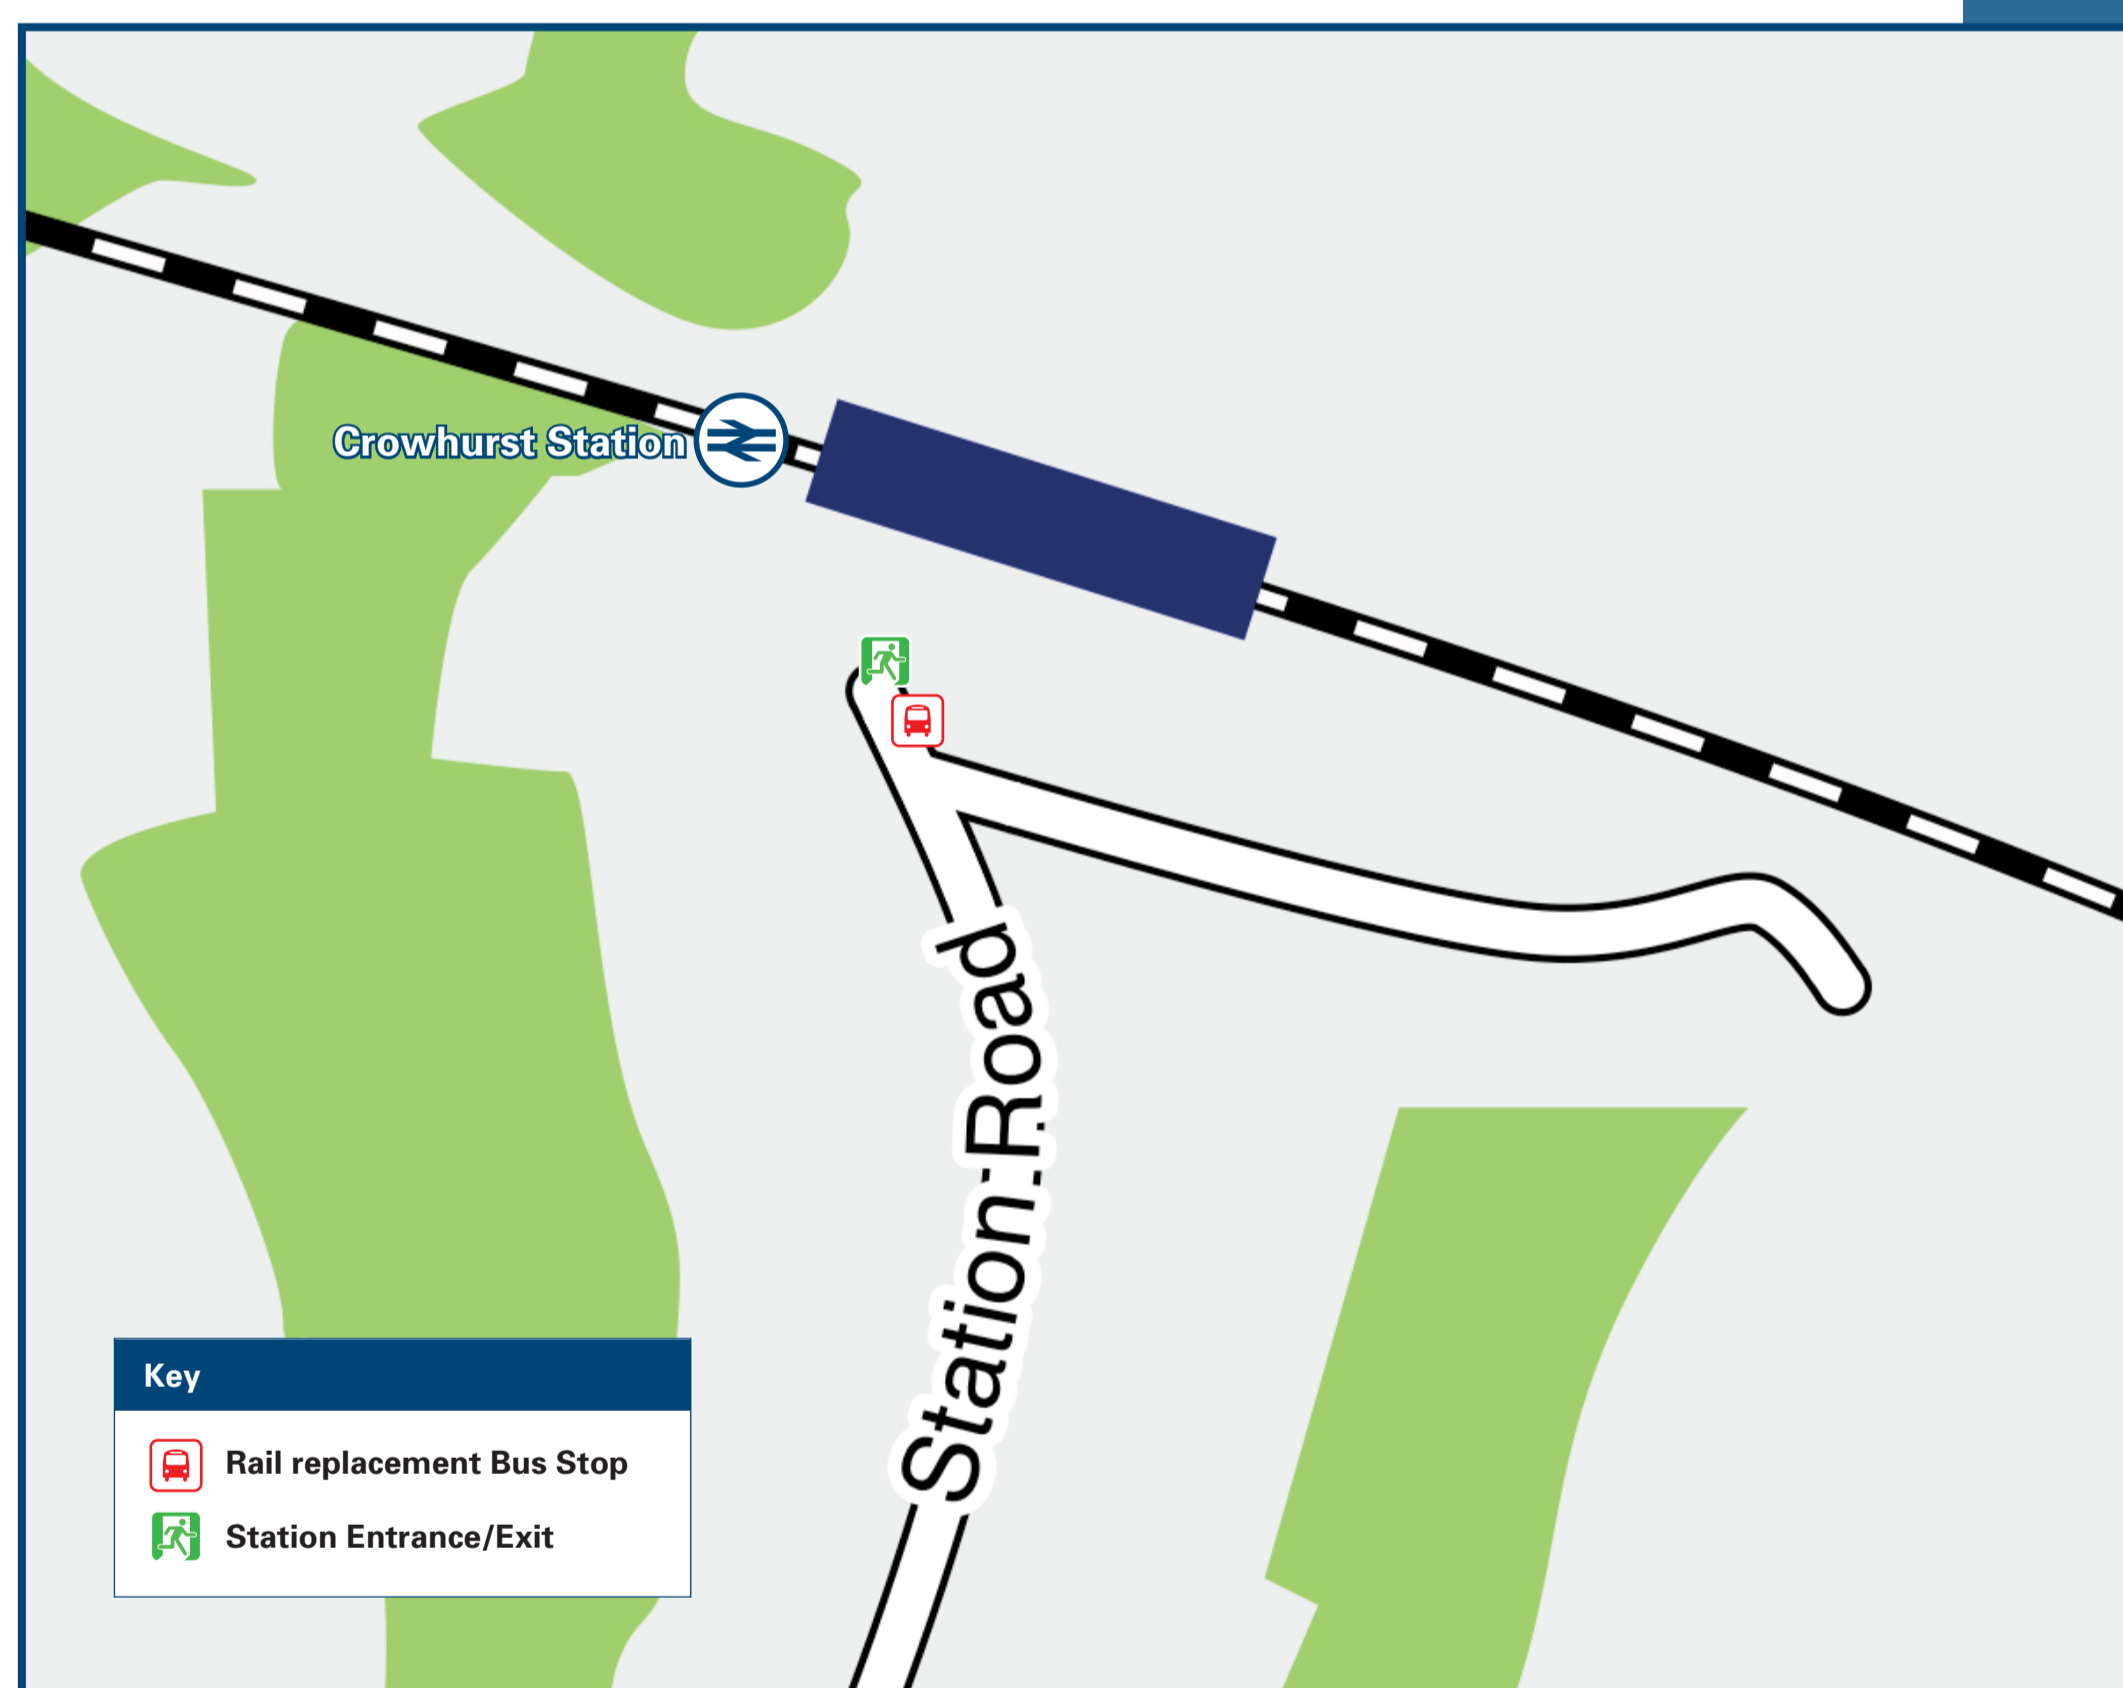 Crowhurst Station
Station Road
Key
Rail replacement Bus Stop
Station Entrance/Exit